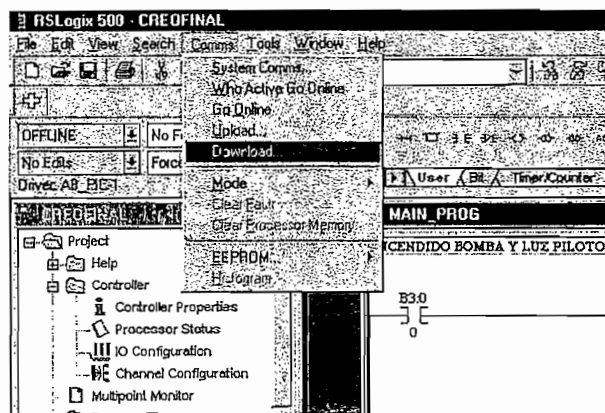 RSLogix 500 - CREOFINAL
File Edit View Search Comms Tools Window Help
System Comms...
Who Active Go Online
Go Online
Upload...
Download...
Mode
Clear Fault
Clear Processor Memory
EEPROM...
Histogram
OFFLINE No F
No Edits Force
Driver: AB_PIC-1
User Bit Timer/Counter
CREOFINAL
MAIN_PROG
Project
Help
Controller
Controller Properties
Processor Status
IO Configuration
Channel Configuration
Multipoint Monitor
NCENDIDO BOMBA Y LUZ PILOTO
B3:0
0